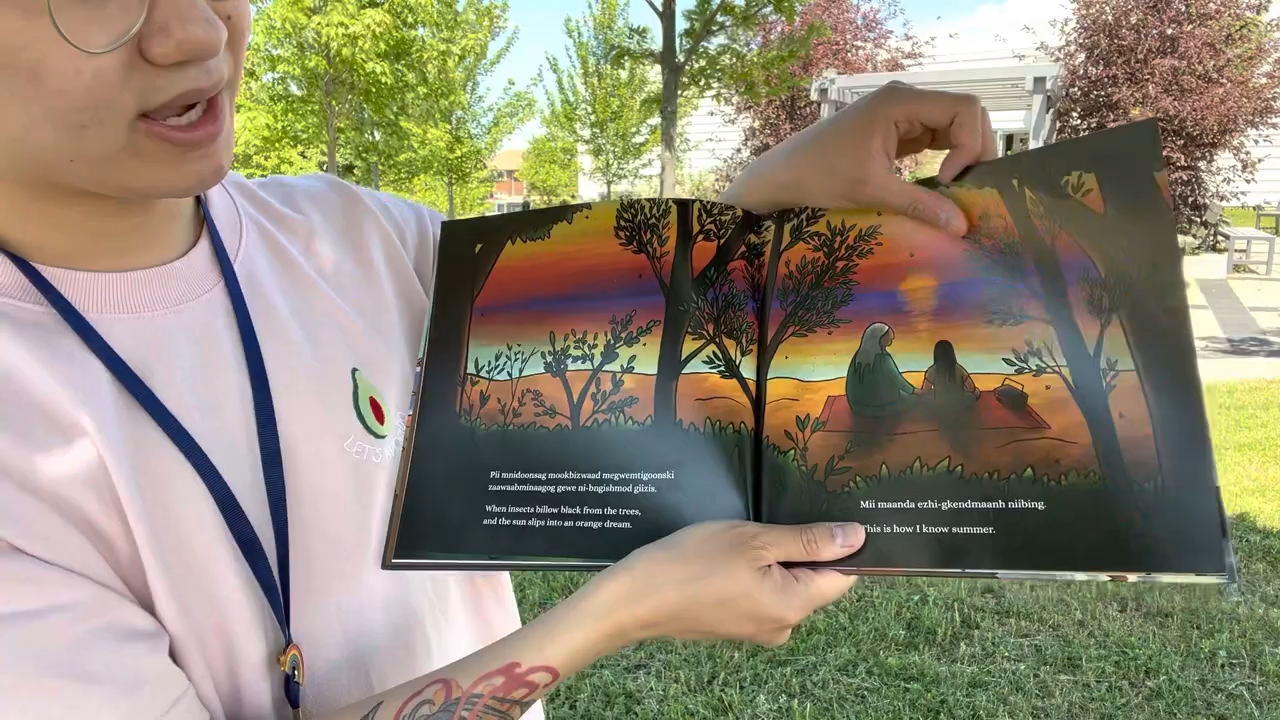 LET'S
Pii mnidoonsag mookbizwaad megwemtigoonski
zaawaabminaagog gewe ni-bngishmod giizis.
When insects billow black from the trees,
and the sun slips into an orange dream.
Mii maanda ezhi-gkendmaanh niibing.
This is how I know summer.